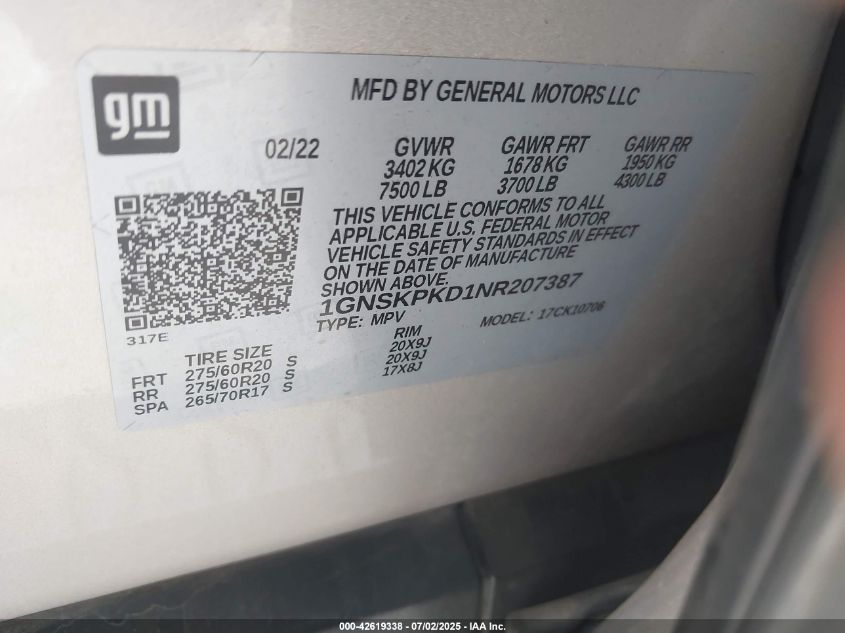 gm
MFD BY GENERAL MOTORS LLC
02/22
GVWR GAWR FRT GAWR RR
3402 KG 1678 KG 1950 KG
7500 LB 3700 LB 4300 LB
THIS VEHICLE CONFORMS TO ALL
APPLICABLE U.S. FEDERAL MOTOR
VEHICLE SAFETY STANDARDS IN EFFECT
ON THE DATE OF MANUFACTURE
SHOWN ABOVE.
1GNSKPKD1NR207387
TYPE: MPV MODEL: 17CK10706
317E
TIRE SIZE RIM
FRT 275/60R20 S 20X9J
RR 275/60R20 S 20X9J
SPA 265/70R17 S 17X8J
000-42619338 - 07/02/2025 - IAA Inc.